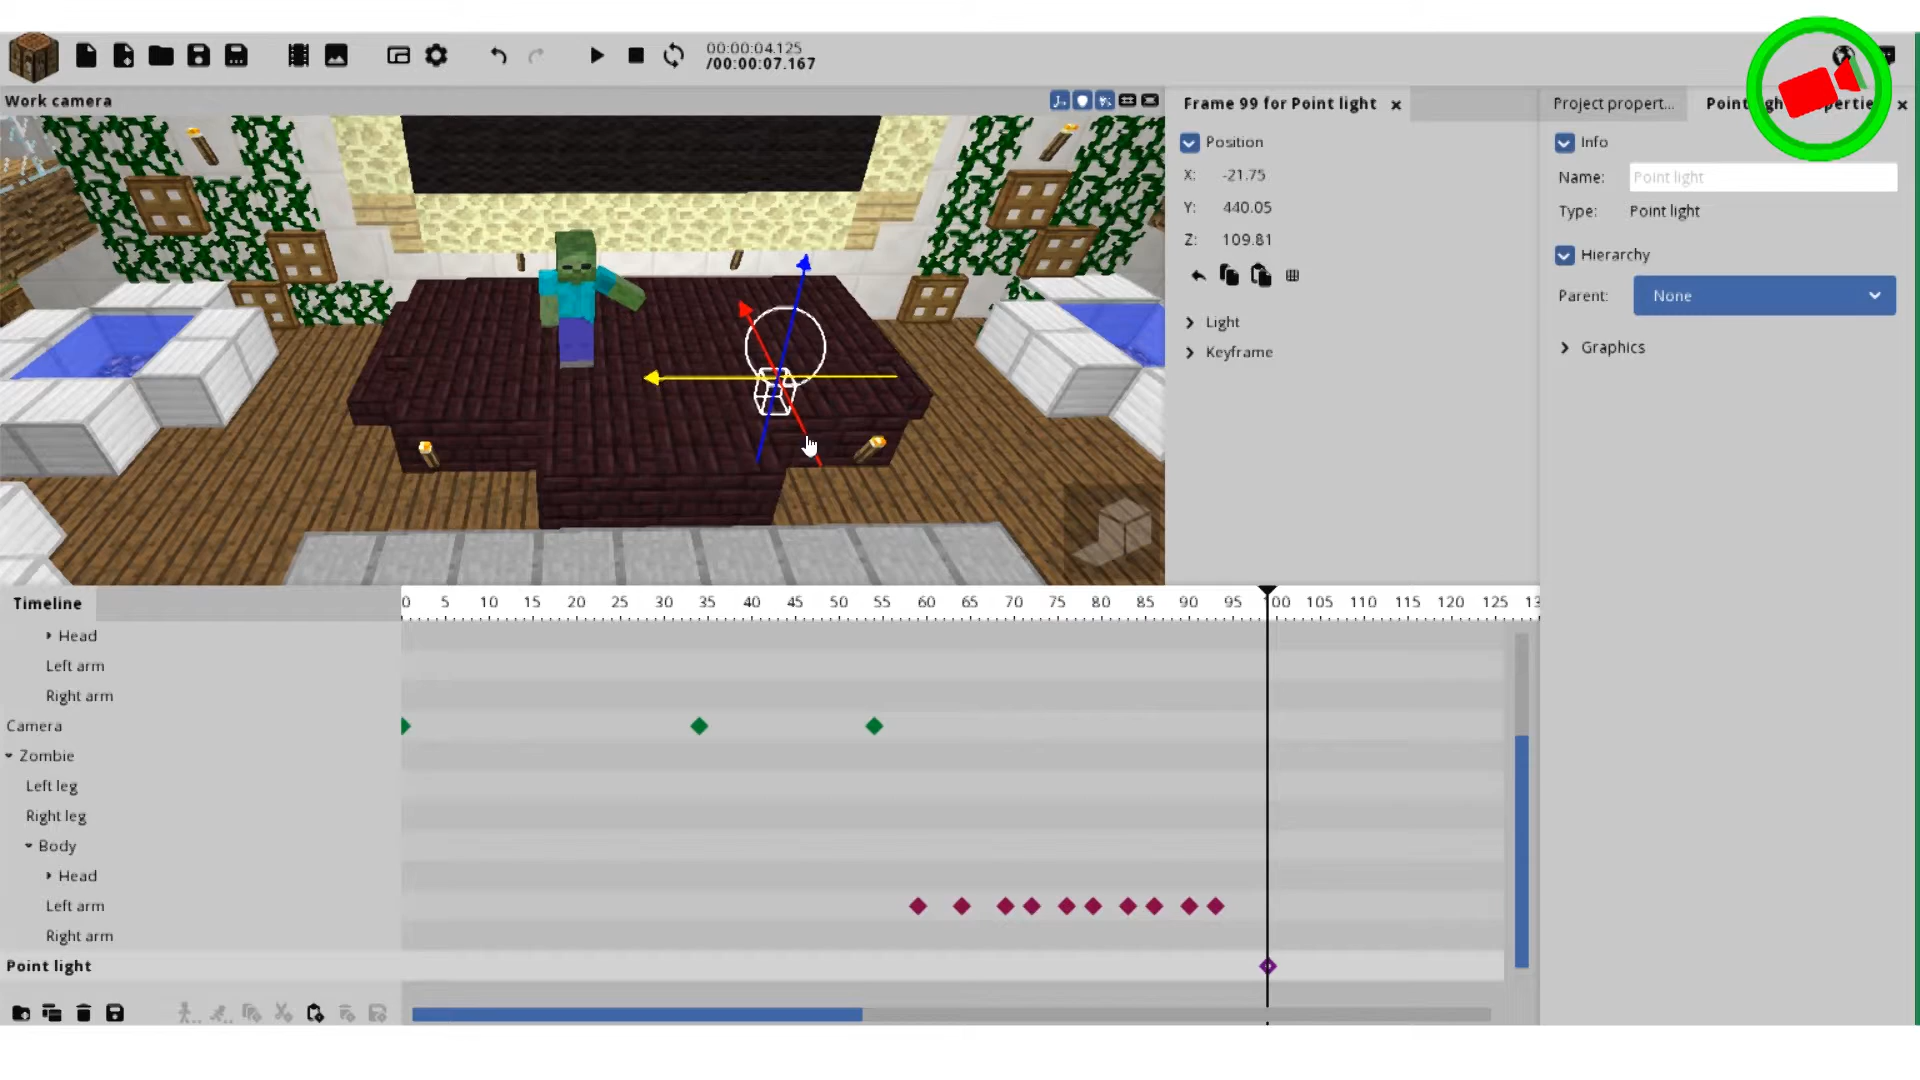 00:00:04.125
/00:00:07.167
Work camera
Frame 99 for Point light
Position
X: -21.75
Y: 440.05
Z: 109.81
Light
Keyframe
Project propert...
Info
Name: Point light
Type: Point light
Hierarchy
Parent: None
Graphics
Timeline
0 5 10 15 20 25 30 35 40 45 50 55 60 65 70 75 80 85 90 95 100 105 110 115 120 125
Head
Left arm
Right arm
Camera
Zombie
Left leg
Right leg
Body
Head
Left arm
Right arm
Point light